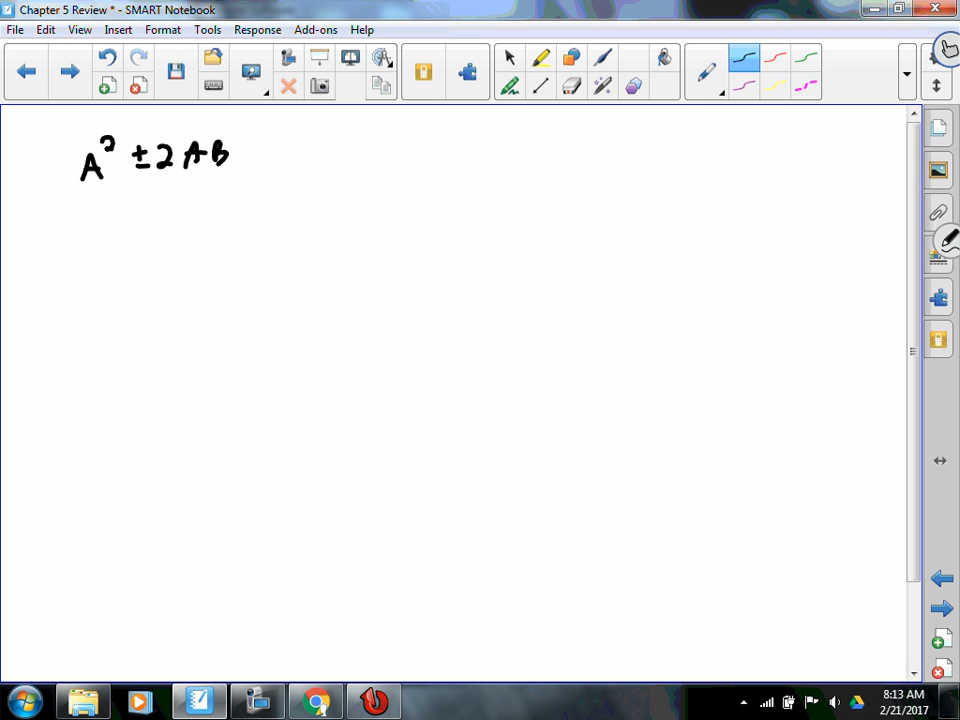 Chapter 5 Review * - SMART Notebook
File Edit View Insert Format Tools Response Add-ons Help
A² ± 2AB
8:13 AM
2/21/2017